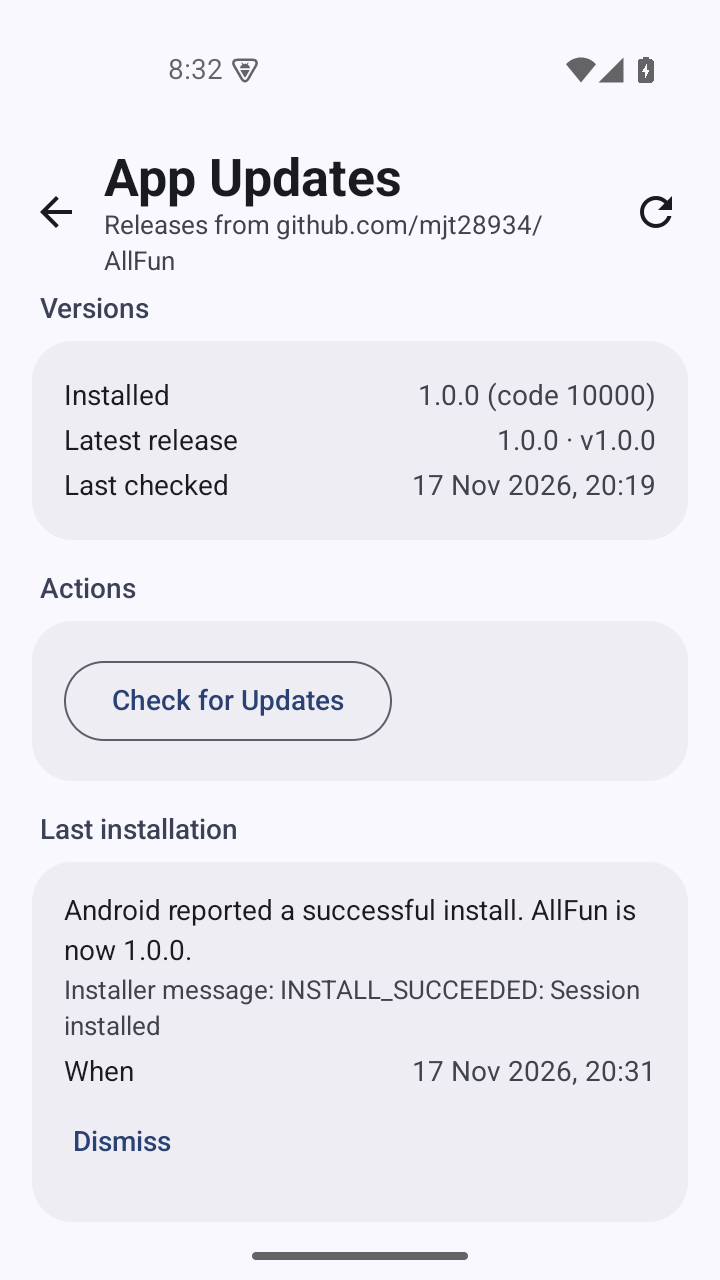 8:32
App Updates
Releases from github.com/mjt28934/
AllFun
Versions
Installed 1.0.0 (code 10000)
Latest release 1.0.0 · v1.0.0
Last checked 17 Nov 2026, 20:19
Actions
Check for Updates
Last installation
Android reported a successful install. AllFun is
now 1.0.0.
Installer message: INSTALL_SUCCEEDED: Session
installed
When 17 Nov 2026, 20:31
Dismiss